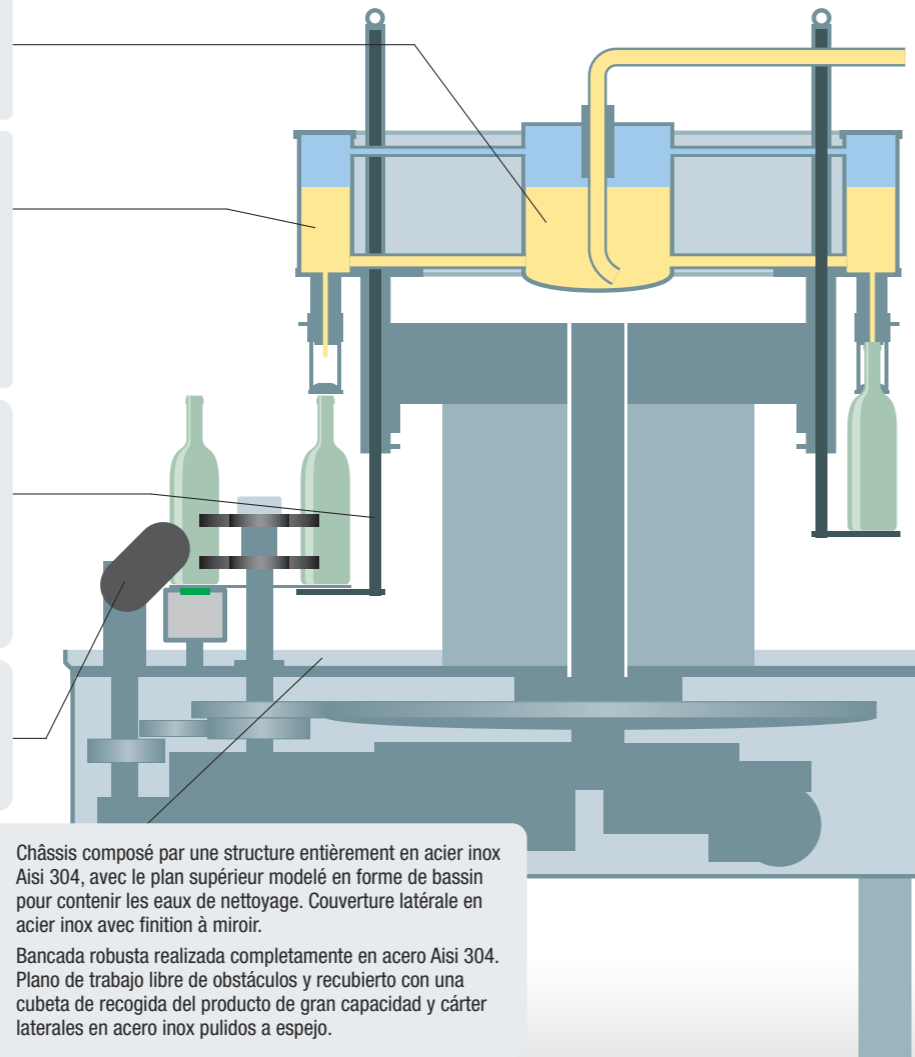 Châssis composé par une structure entièrement en acier inox
Aisi 304, avec le plan supérieur modelé en forme de bassin
pour contenir les eaux de nettoyage. Couverture latérale en
acier inox avec finition à miroir.
Bancada robusta realizada completamente en acero Aisi 304.
Plano de trabajo libre de obstáculos y recubierto con una
cubeta de recogida del producto de gran capacidad y cárter
laterales en acero inox pulidos a espejo.